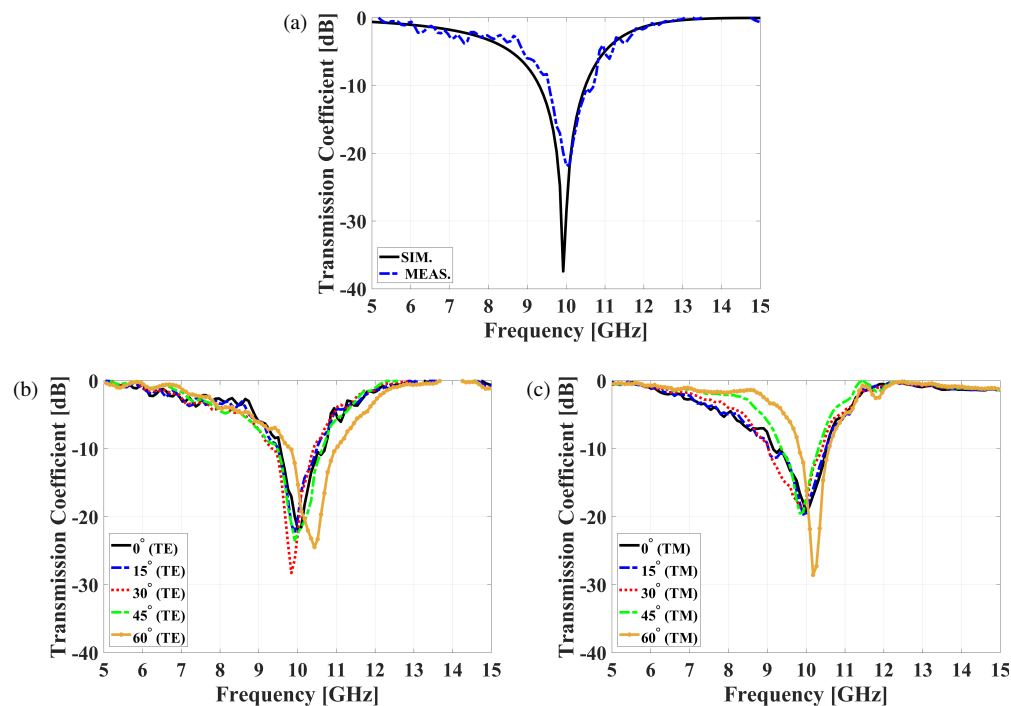 (a)
Transmission Coefficient [dB]
0
-10
-20
-30
-40
SIM.
MEAS.
5 6 7 8 9 10 11 12 13 14 15
Frequency [GHz]
(b)
Transmission Coefficient [dB]
0
-10
-20
-30
-40
0° (TE)
15° (TE)
30° (TE)
45° (TE)
60° (TE)
5 6 7 8 9 10 11 12 13 14 15
Frequency [GHz]
(c)
Transmission Coefficient [dB]
0
-10
-20
-30
-40
0° (TM)
15° (TM)
30° (TM)
45° (TM)
60° (TM)
5 6 7 8 9 10 11 12 13 14 15
Frequency [GHz]